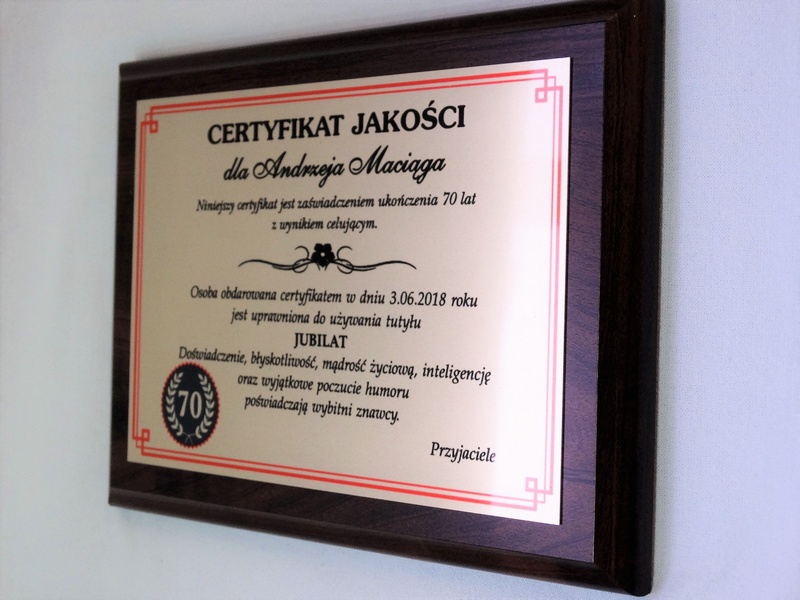 CERTYFIKAT JAKOŚCI
dla Andrzeja Maciąga
Niniejszy certyfikat jest zaświadczeniem ukończenia 70 lat
z wynikiem celującym.
Osoba obdarowana certyfikatem w dniu 3.06.2018 roku
jest uprawniona do używania tutyłu
JUBILAT
Doświadczenie, błyskotliwość, mądrość życiową, inteligencję
oraz wyjątkowe poczucie humoru
poświadczają wybitni znawcy.
70
Przyjaciele